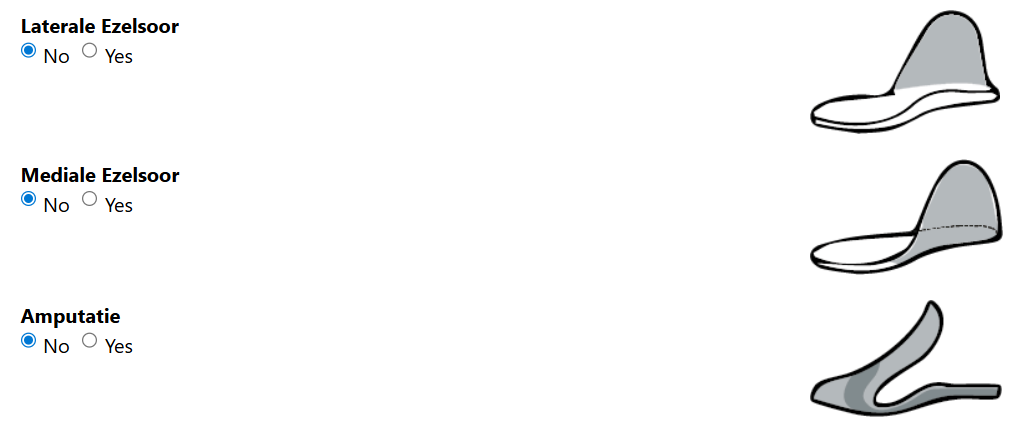 Laterale Ezelsoor
No Yes
Mediale Ezelsoor
No Yes
Amputatie
No Yes